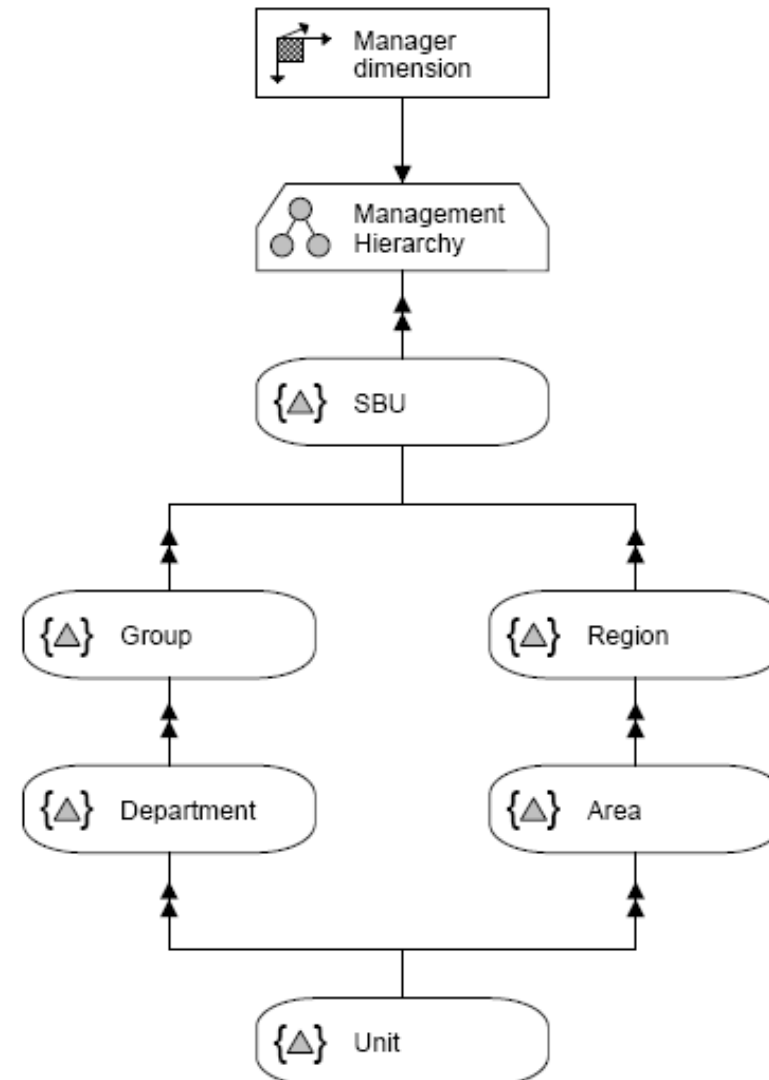 Manager
dimension
Management
Hierarchy
SBU
Group
Region
Department
Area
Unit